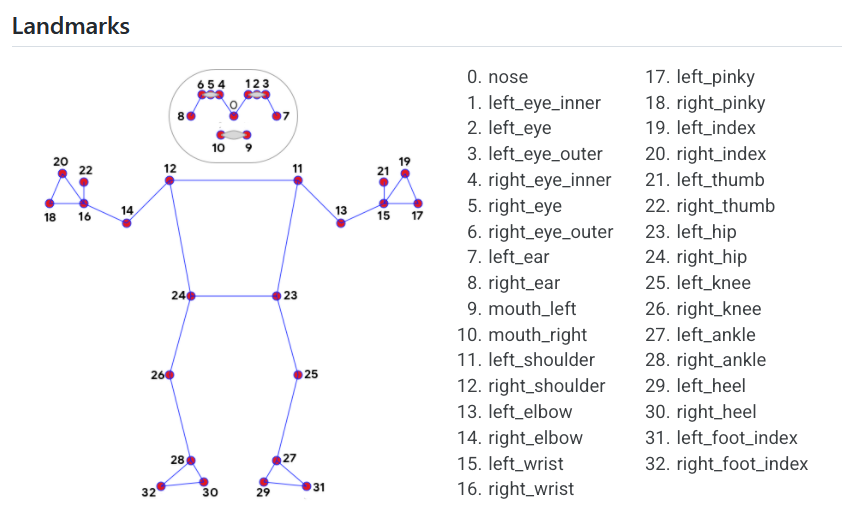 Landmarks
6 5 4 1 2 3
0
8 7
10 9
20 22 12 11 21 19
18 16 14 13 15 17
24 23
26 25
28 27
32 30 29 31
0. nose
1. left_eye_inner
2. left_eye
3. left_eye_outer
4. right_eye_inner
5. right_eye
6. right_eye_outer
7. left_ear
8. right_ear
9. mouth_left
10. mouth_right
11. left_shoulder
12. right_shoulder
13. left_elbow
14. right_elbow
15. left_wrist
16. right_wrist
17. left_pinky
18. right_pinky
19. left_index
20. right_index
21. left_thumb
22. right_thumb
23. left_hip
24. right_hip
25. left_knee
26. right_knee
27. left_ankle
28. right_ankle
29. left_heel
30. right_heel
31. left_foot_index
32. right_foot_index